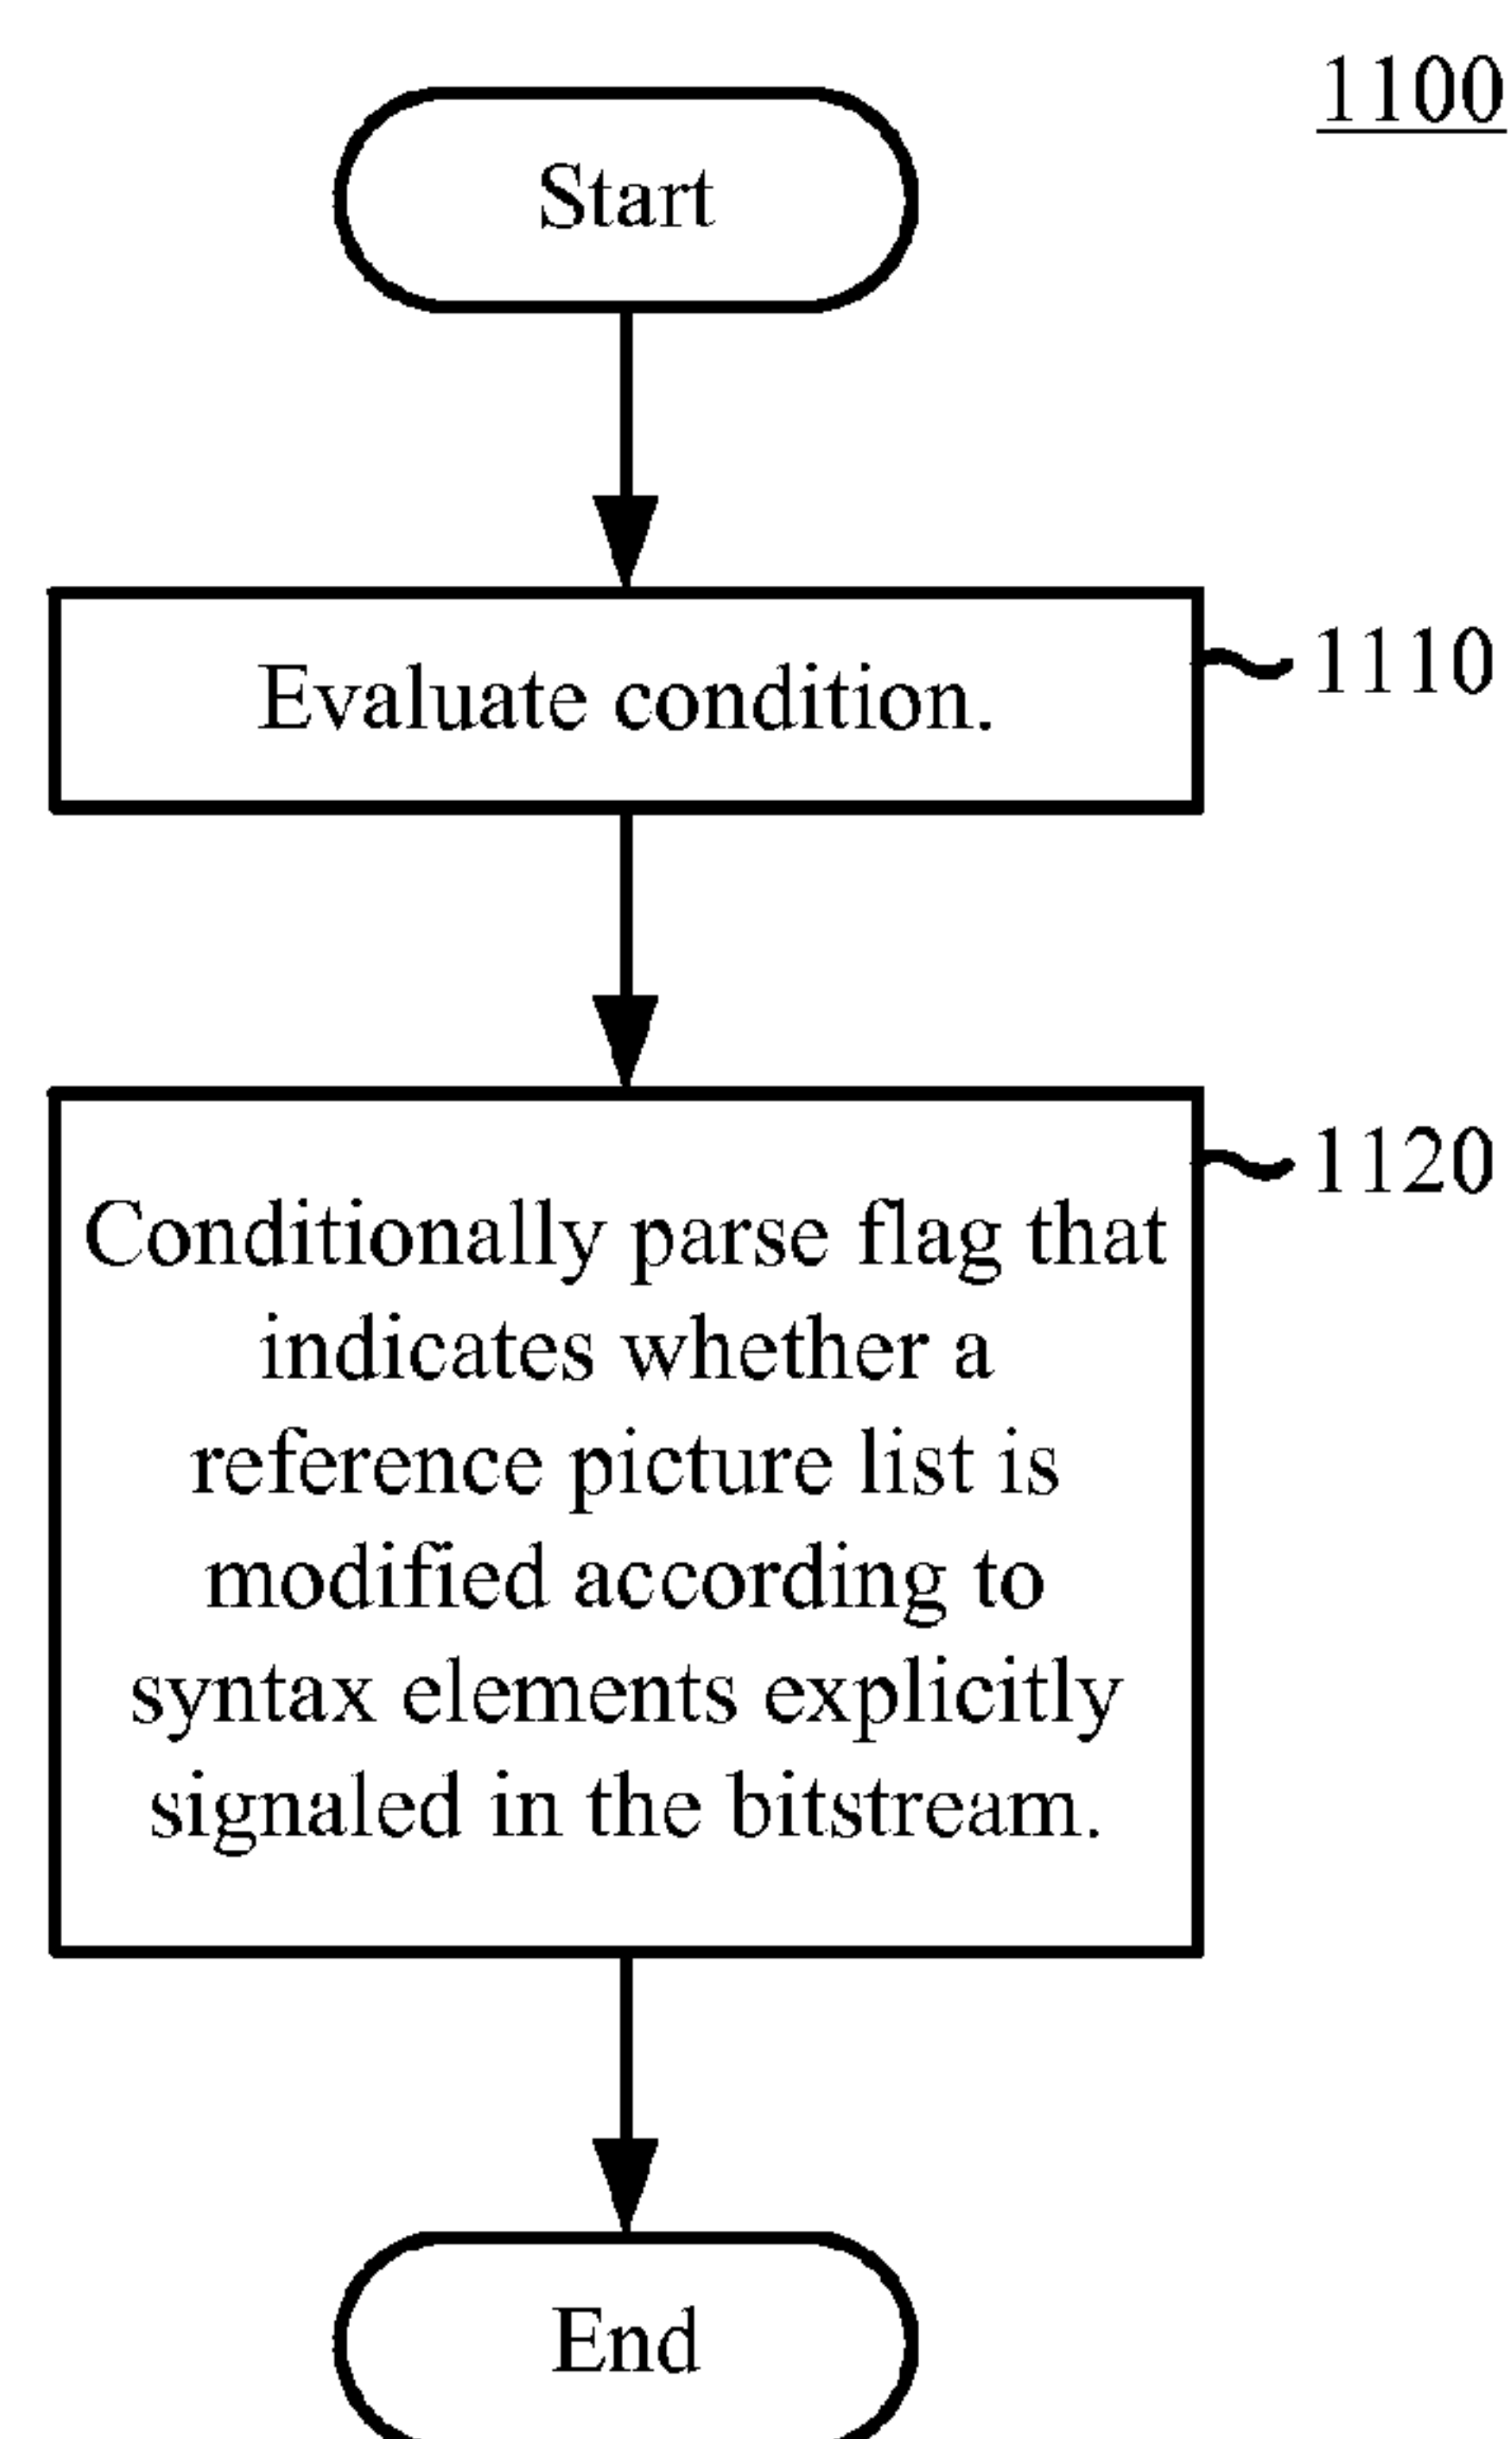 1100
Start
Evaluate condition.
1110
1120
Conditionally parse flag that
indicates whether a
reference picture list is
modified according to
syntax elements explicitly
signaled in the bitstream.
End